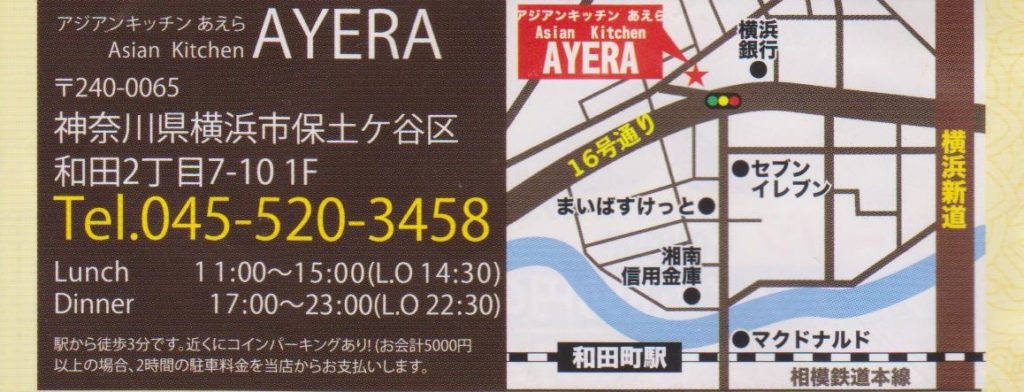 アジアンキッチン あえら
Asian Kitchen AYERA
〒240-0065
神奈川県横浜市保土ケ谷区
和田2丁目7-10 1F
Tel.045-520-3458
Lunch 11:00～15:00(L.O 14:30)
Dinner 17:00～23:00(L.O 22:30)
駅から徒歩3分です。近くにコインパーキングあり! (お会計5000円
以上の場合、2時間の駐車料金を当店からお支払いします。
アジアンキッチン あえら
Asian Kitchen
AYERA
横浜
銀行
16号通り
横浜新道
セブン
イレブン
まいばすけっと
湘南
信用金庫
マクドナルド
和田町駅
相模鉄道本線